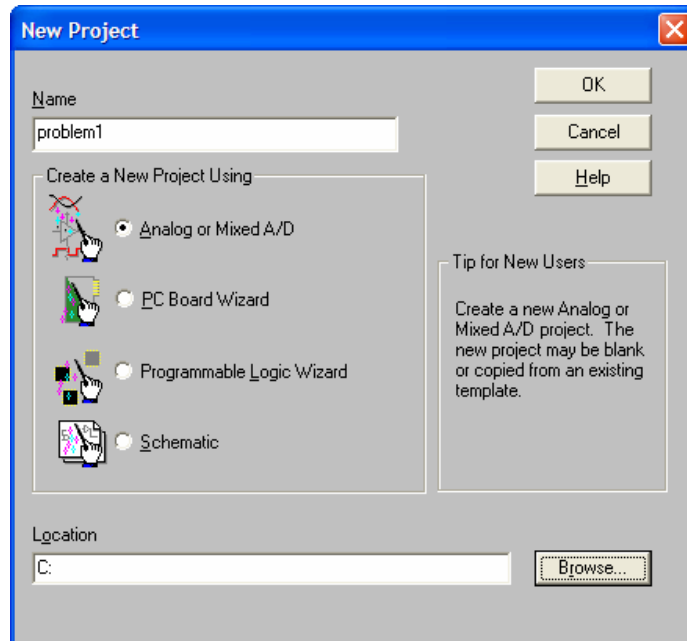 New Project
Name
problem1
OK
Cancel
Help
Create a New Project Using
Analog or Mixed A/D
PC Board Wizard
Programmable Logic Wizard
Schematic
Tip for New Users
Create a new Analog or
Mixed A/D project. The
new project may be blank
or copied from an existing
template.
Location
C:
Browse...